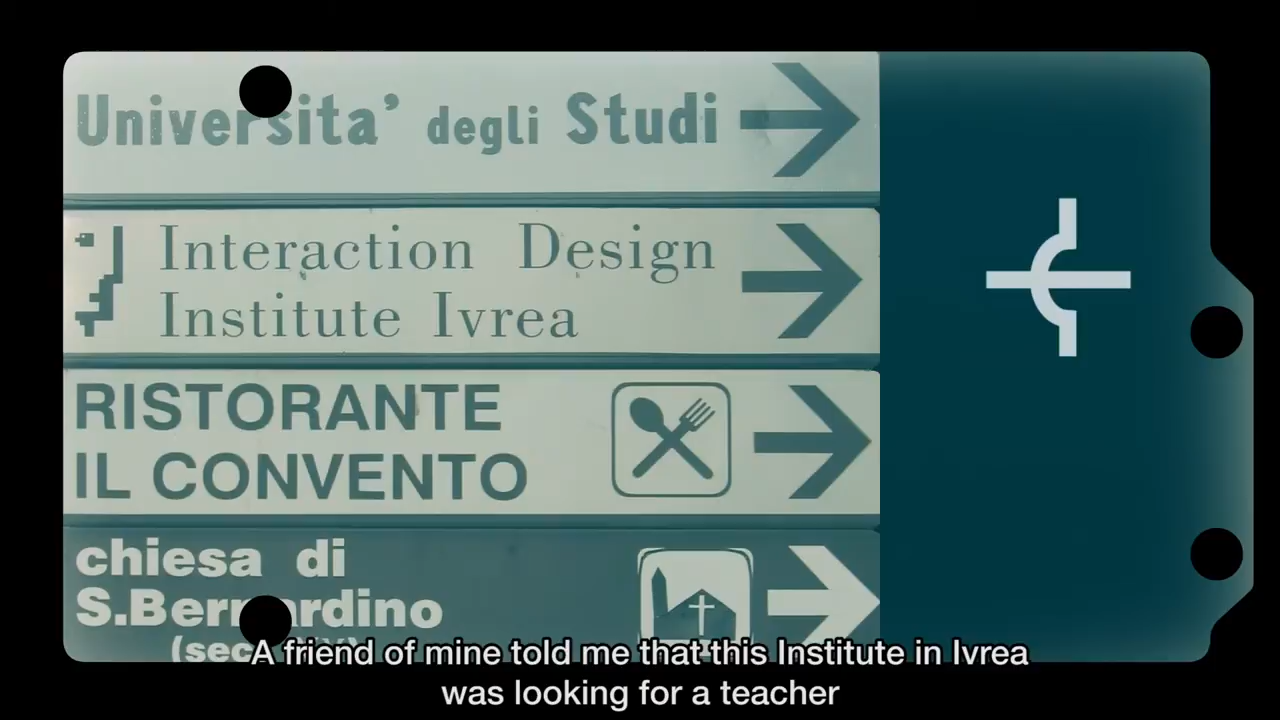 Universita’ degli Studi
Interaction Design
Institute Ivrea
RISTORANTE
IL CONVENTO
chiesa di
S.Bernardino
A friend of mine told me that this Institute in Ivrea
was looking for a teacher